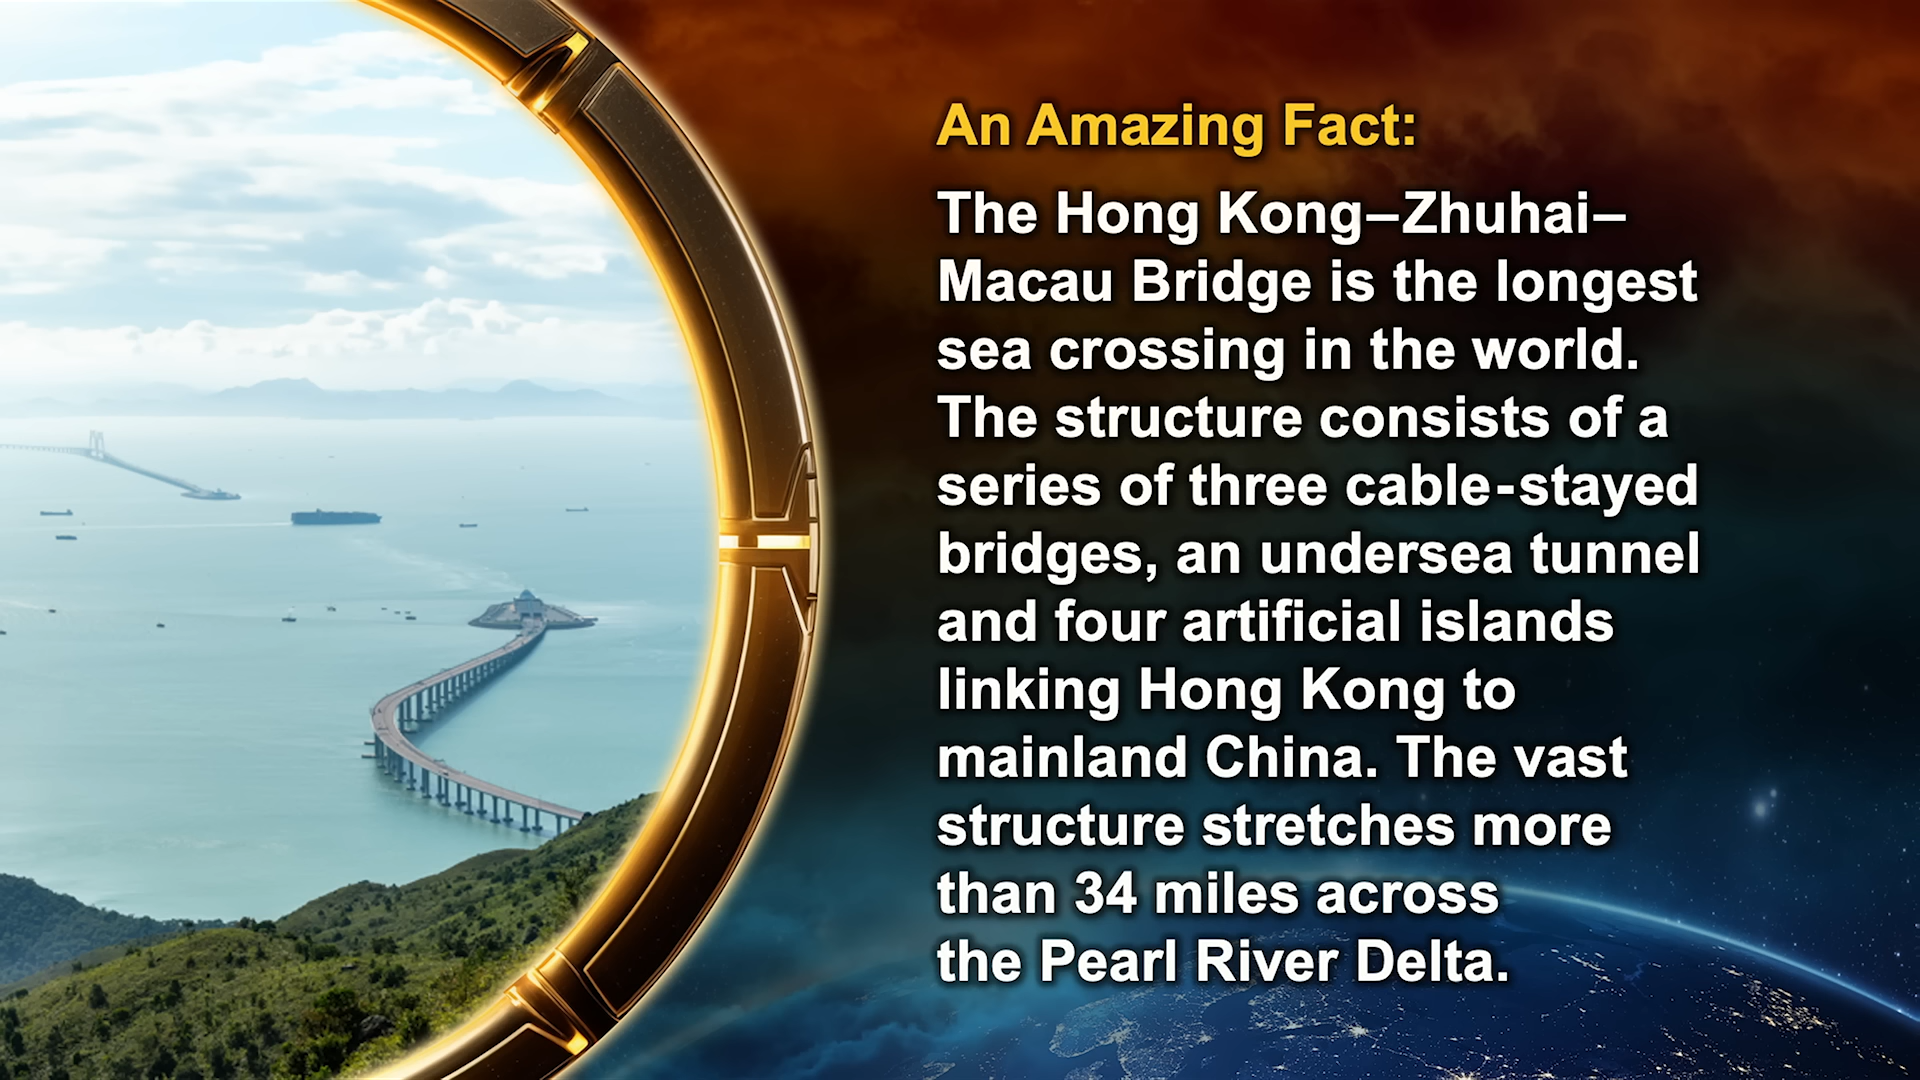 An Amazing Fact:
The Hong Kong–Zhuhai–
Macau Bridge is the longest
sea crossing in the world.
The structure consists of a
series of three cable-stayed
bridges, an undersea tunnel
and four artificial islands
linking Hong Kong to
mainland China. The vast
structure stretches more
than 34 miles across
the Pearl River Delta.